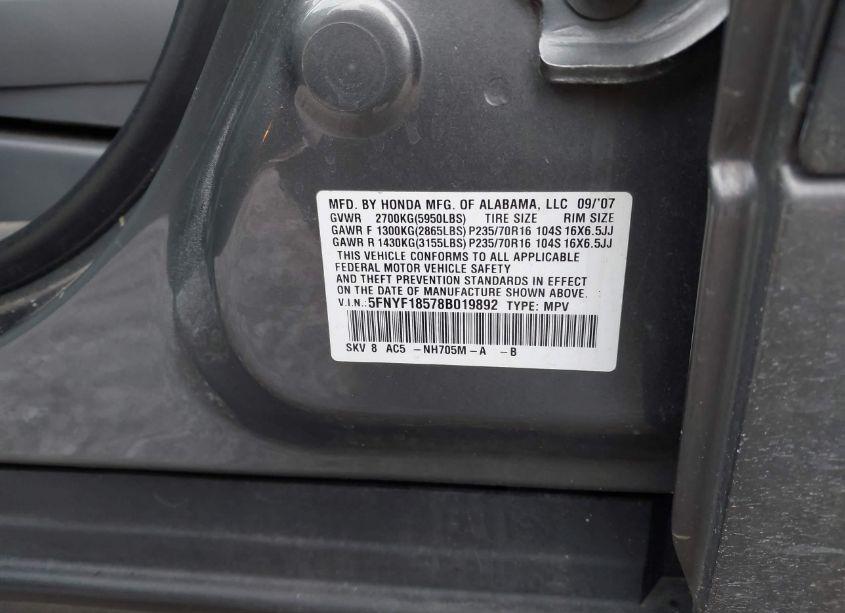 MFD. BY HONDA MFG. OF ALABAMA, LLC 09/'07
GVWR 2700KG(5950LBS) TIRE SIZE RIM SIZE
GAWR F 1300KG(2865LBS) P235/70R16 104S 16X6.5JJ
GAWR R 1430KG(3155LBS) P235/70R16 104S 16X6.5JJ
THIS VEHICLE CONFORMS TO ALL APPLICABLE
FEDERAL MOTOR VEHICLE SAFETY
AND THEFT PREVENTION STANDARDS IN EFFECT
ON THE DATE OF MANUFACTURE SHOWN ABOVE.
V.I.N.: 5FNYF18578B019892 TYPE: MPV
SKV 8 AC5 -NH705M-A -B